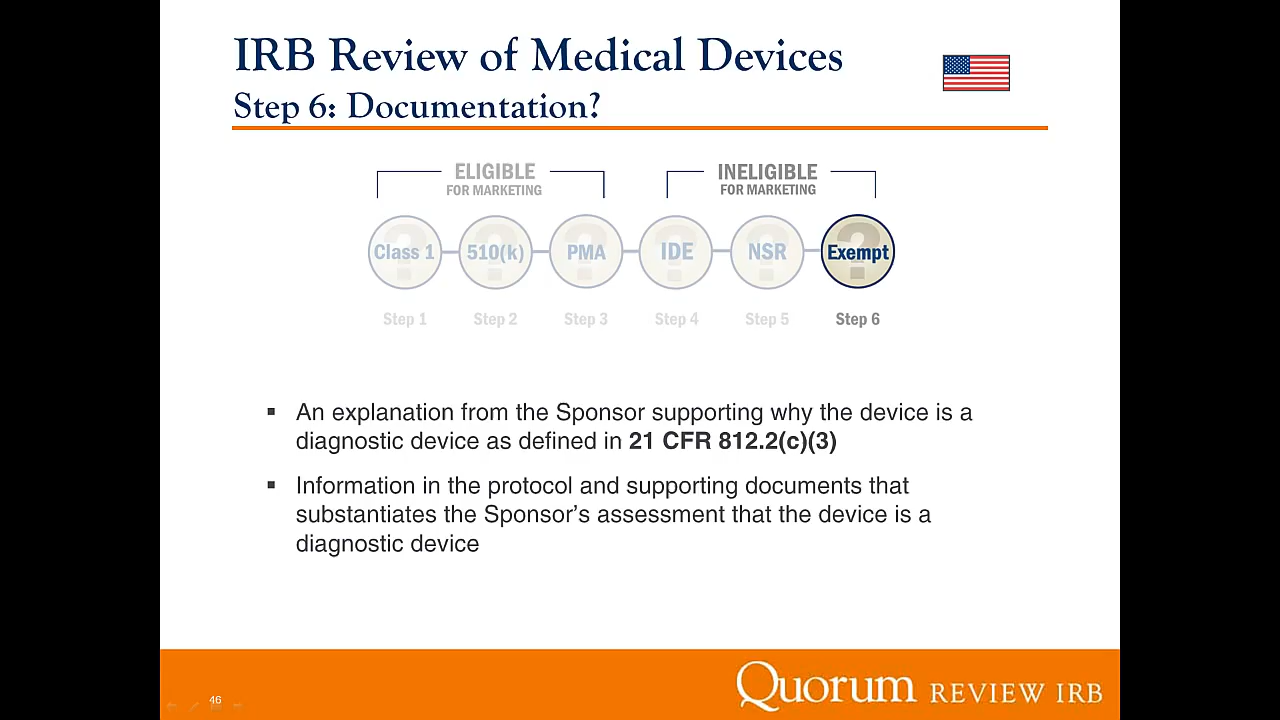 IRB Review of Medical Devices
Step 6: Documentation?
ELIGIBLE
FOR MARKETING
INELIGIBLE
FOR MARKETING
Class 1
510(k)
PMA
IDE
NSR
Exempt
Step 1
Step 2
Step 3
Step 4
Step 5
Step 6
▪ An explanation from the Sponsor supporting why the device is a
diagnostic device as defined in 21 CFR 812.2(c)(3)
▪ Information in the protocol and supporting documents that
substantiates the Sponsor’s assessment that the device is a
diagnostic device
46
QUORUM REVIEW IRB